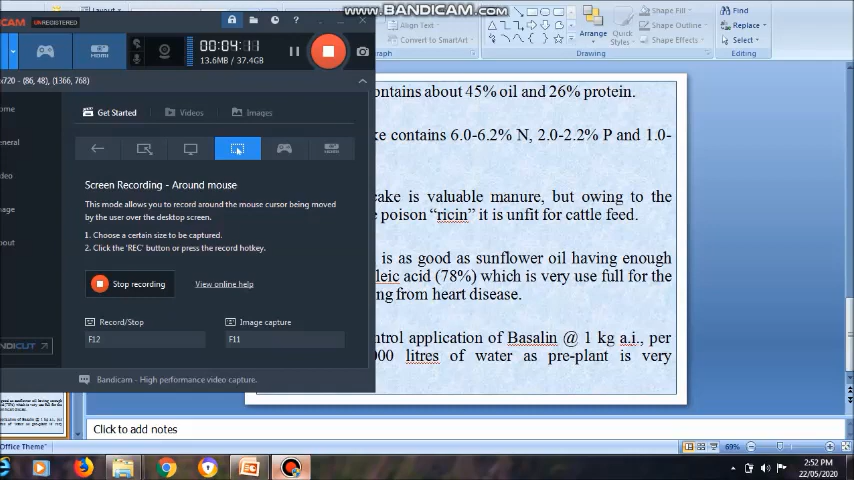 www.BANDICAM.com
CAM UNREGISTERED
00:04:11
13.6MB / 37.4GB
x720 - (86, 48), (1366, 768)
Get Started
Videos
Images
Screen Recording - Around mouse
This mode allows you to record around the mouse cursor being moved
by the user over the desktop screen.
1. Choose a certain size to be captured.
2. Click the 'REC' button or press the record hotkey.
Stop recording
View online help
Record/Stop
Image capture
F12
F11
NDICUT
Bandicam - High performance video capture.
Align Text
Convert to SmartArt
Arrange
Quick
Styles
Shape Fill
Shape Outline
Shape Effects
Drawing
Find
Replace
Select
Editing
ontains about 45% oil and 26% protein.
ke contains 6.0-6.2% N, 2.0-2.2% P and 1.0-
cake is valuable manure, but owing to the
e poison “ricin” it is unfit for cattle feed.
is as good as sunflower oil having enough
leic acid (78%) which is very use full for the
ng from heart disease.
ntrol application of Basalin @ 1 kg a.i., per
000 litres of water as pre-plant is very
Click to add notes
Office Theme"
69%
2:52 PM
22/05/2020